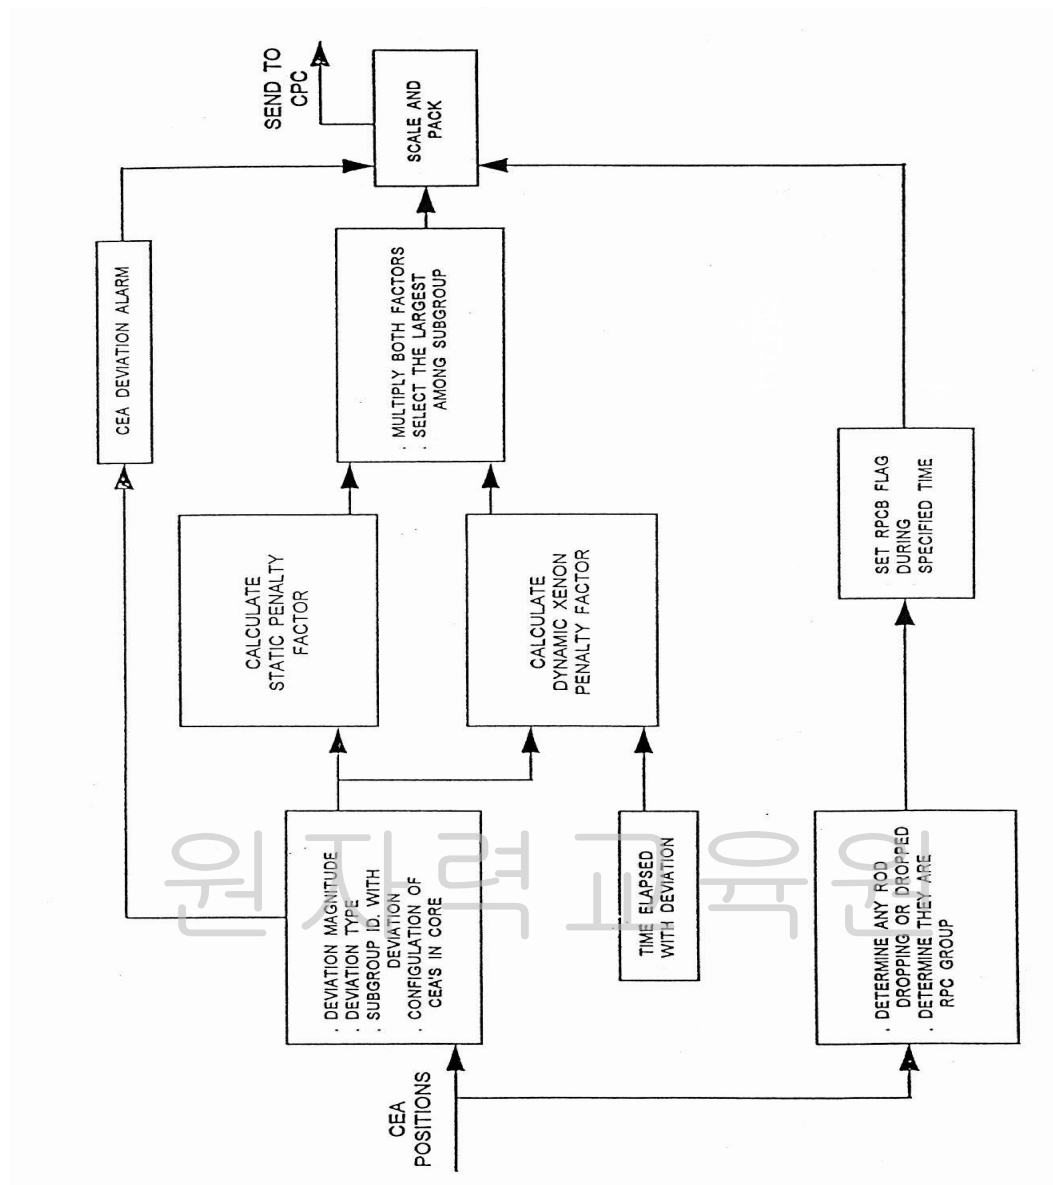 SEND TO
CPC
SCALE AND
PACK
CEA DEVIATION ALARM
. MULTIPLY BOTH FACTORS
. SELECT THE LARGEST
AMONG SUBGROUP
CALCULATE
STATIC PENALTY
FACTOR
CALCULATE
DYNAMIC XENON
PENALTY FACTOR
SET RPCB FLAG
DURING
SPECIFIED TIME
. DEVIATION MAGNITUDE
. DEVIATION TYPE
. SUBGROUP ID. WITH
DEVIATION
. CONFIGULATION OF
CEA'S IN CORE
TIME ELAPSED
WITH DEVIATION
. DETERMINE ANY ROD
DROPPING OR DROPPED
. DETERMINE THEY ARE
RPC GROUP
CEA
POSITIONS
원자력교육원